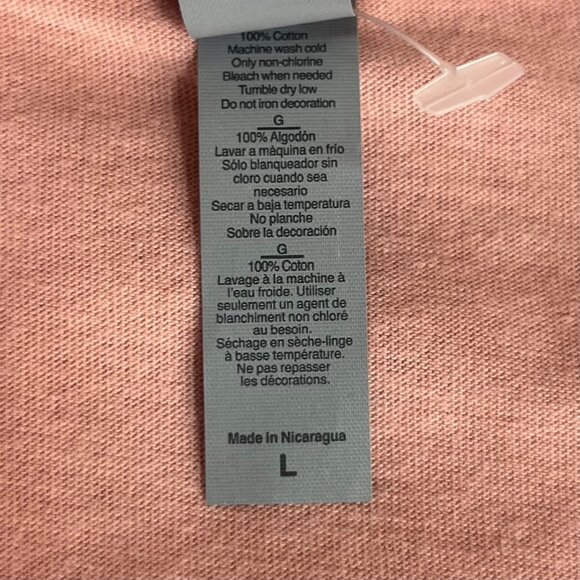 100% Cotton
Machine wash cold
Only non-chlorine
Bleach when needed
Tumble dry low
Do not iron decoration
G
100% Algodón
Lavar a máquina en frío
Sólo blanqueador sin
cloro cuando sea
necesario
Secar a baja temperatura
No planche
Sobre la decoración
G
100% Coton
Lavage à la machine à
l'eau froide. Utiliser
seulement un agent de
blanchiment non chloré
au besoin.
Séchage en sèche-linge
à basse température.
Ne pas repasser
les décorations.
Made in Nicaragua
L